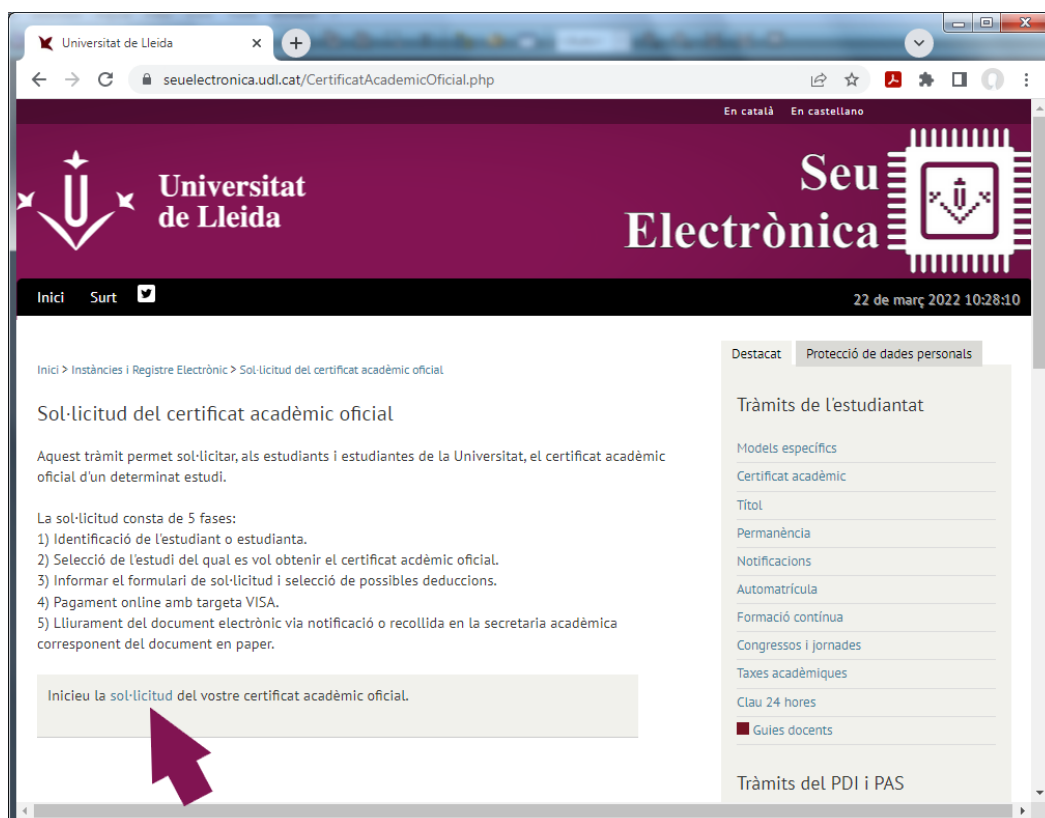 Universitat de Lleida
seuelectronica.udl.cat/CertificatAcademicOficial.php
En català En castellano
Universitat
de Lleida
Seu
Electrònica
Inici Surt
22 de març 2022 10:28:10
Destacat Protecció de dades personals
Inici > Instàncies i Registre Electrònic > Sol·licitud del certificat acadèmic oficial
Sol·licitud del certificat acadèmic oficial
Aquest tràmit permet sol·licitar, als estudiants i estudiantes de la Universitat, el certificat acadèmic
oficial d'un determinat estudi.
La sol·licitud consta de 5 fases:
1) Identificació de l'estudiant o estudianta.
2) Selecció de l'estudi del qual es vol obtenir el certificat acdèmic oficial.
3) Informar el formulari de sol·licitud i selecció de possibles deduccions.
4) Pagament online amb targeta VISA.
5) Lliurament del document electrònic via notificació o recollida en la secretaria acadèmica
corresponent del document en paper.
Inicieu la sol·licitud del vostre certificat acadèmic oficial.
Tràmits de l'estudiantat
Models específics
Certificat acadèmic
Títol
Permanència
Notificacions
Automatrícula
Formació contínua
Congressos i jornades
Taxes acadèmiques
Clau 24 hores
Guies docents
Tràmits del PDI i PAS